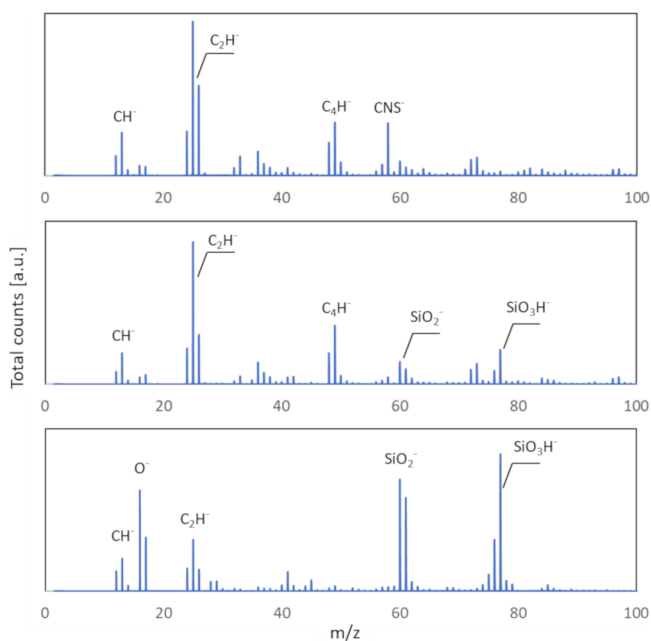 C₂H⁻
CH⁻
C₄H⁻ CNS⁻
0 20 40 60 80 100
C₂H⁻
CH⁻
C₄H⁻
SiO₂⁻
SiO₃H⁻
0 20 40 60 80 100
Total counts [a.u.]
O⁻
CH⁻
C₂H⁻
SiO₂⁻
SiO₃H⁻
0 20 40 60 80 100
m/z